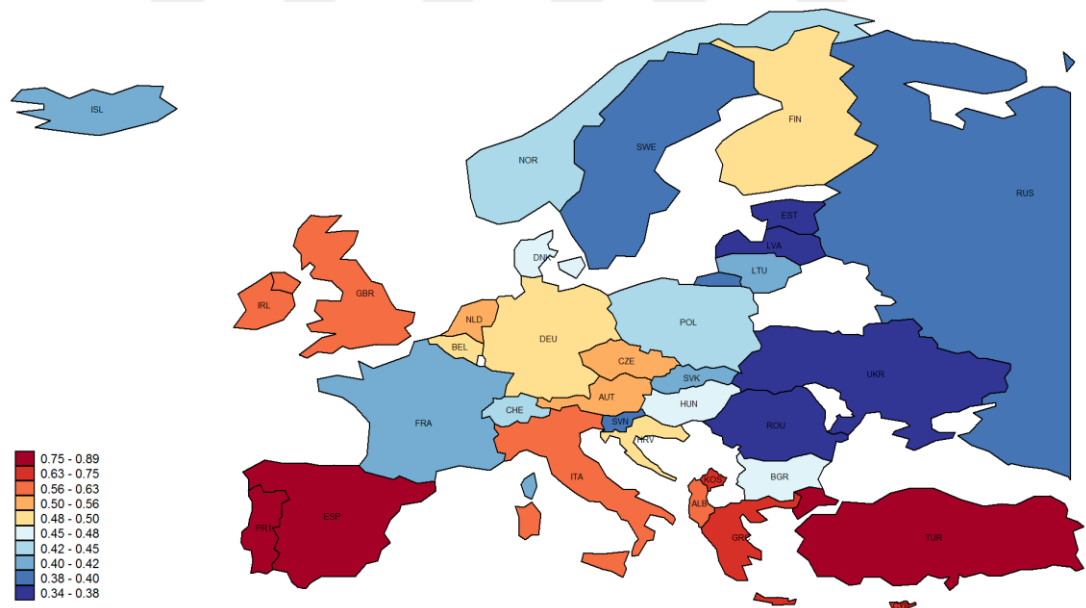 ISL
FIN
NOR
SWE
RUS
EST
LVA
DNK
LTU
GBR
IRL
NLD
POL
DEU
BEL
CZE
UKR
SVK
AUT
HUN
CHE
FRA
SVN
ROU
HRV
ITA
BGR
KOS
ALB
ESP
PRT
GRC
TUR
0.75 - 0.89
0.63 - 0.75
0.56 - 0.63
0.50 - 0.56
0.48 - 0.50
0.45 - 0.48
0.42 - 0.45
0.40 - 0.42
0.38 - 0.40
0.34 - 0.38